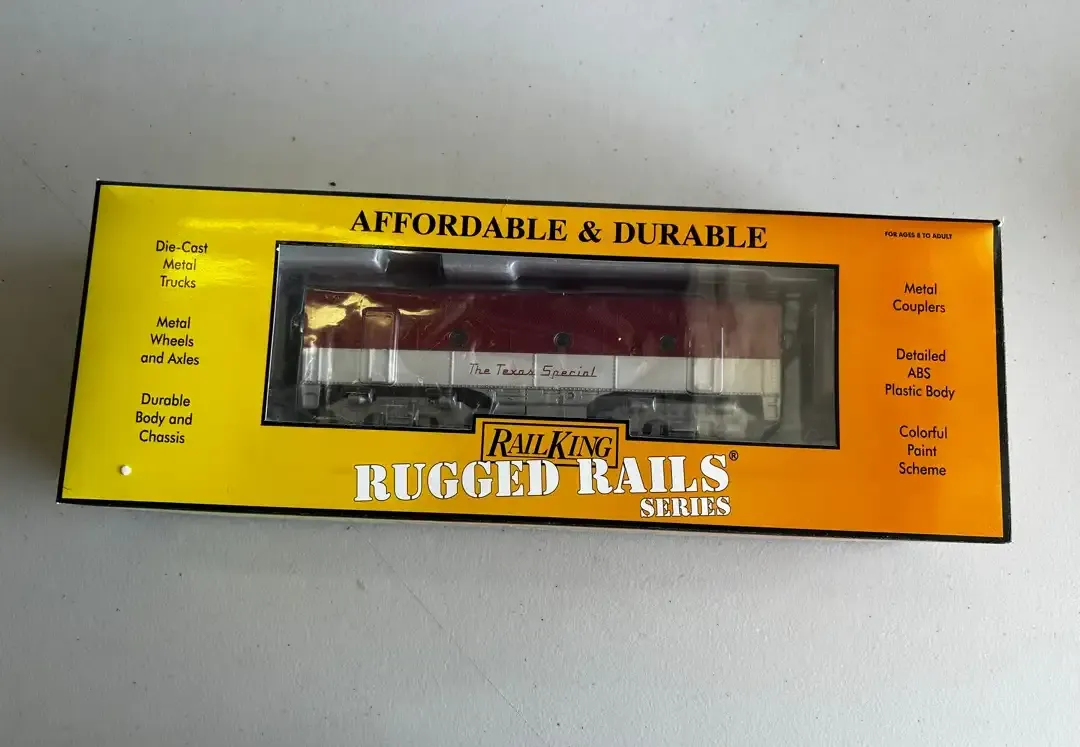 AFFORDABLE & DURABLE
FOR AGES 8 TO ADULT
Die-Cast
Metal
Trucks
Metal
Wheels
and Axles
Durable
Body and
Chassis
The Texas Special
Metal
Couplers
Detailed
ABS
Plastic Body
Colorful
Paint
Scheme
RAILKING
RUGGED RAILS®
SERIES